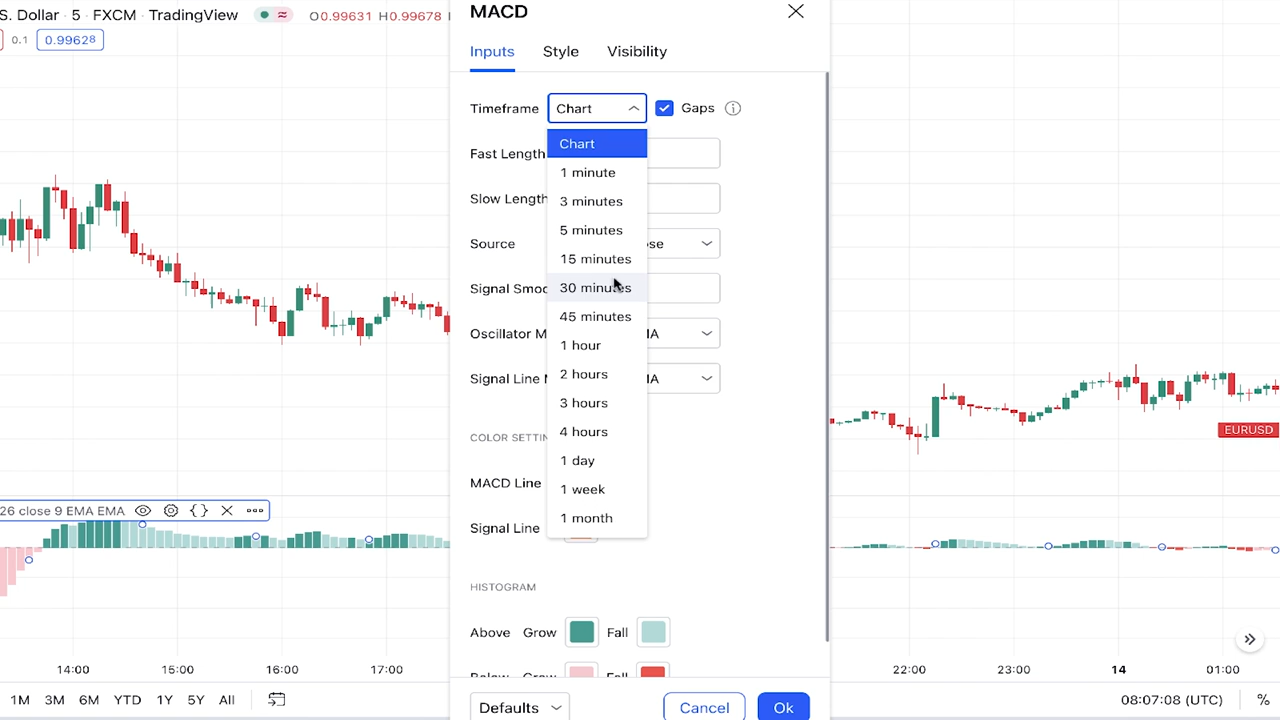 S. Dollar · 5 · FXCM · TradingView
O0.99631 H0.99678
0.1 0.99628
MACD
Inputs Style Visibility
Timeframe Chart Gaps
Chart
1 minute
3 minutes
5 minutes
15 minutes
30 minutes
45 minutes
1 hour
2 hours
3 hours
4 hours
1 day
1 week
1 month
Fast Length
Slow Length
Source
Signal Smoo
Oscillator M
Signal Line M
COLOR SETTIN
MACD Line
Signal Line
HISTOGRAM
Above Grow Fall
Below Grow Fall
Defaults Cancel Ok
26 close 9 EMA EMA
EURUSD
14:00 15:00 16:00 17:00 22:00 23:00 14 01:00
1M 3M 6M YTD 1Y 5Y All 08:07:08 (UTC) %